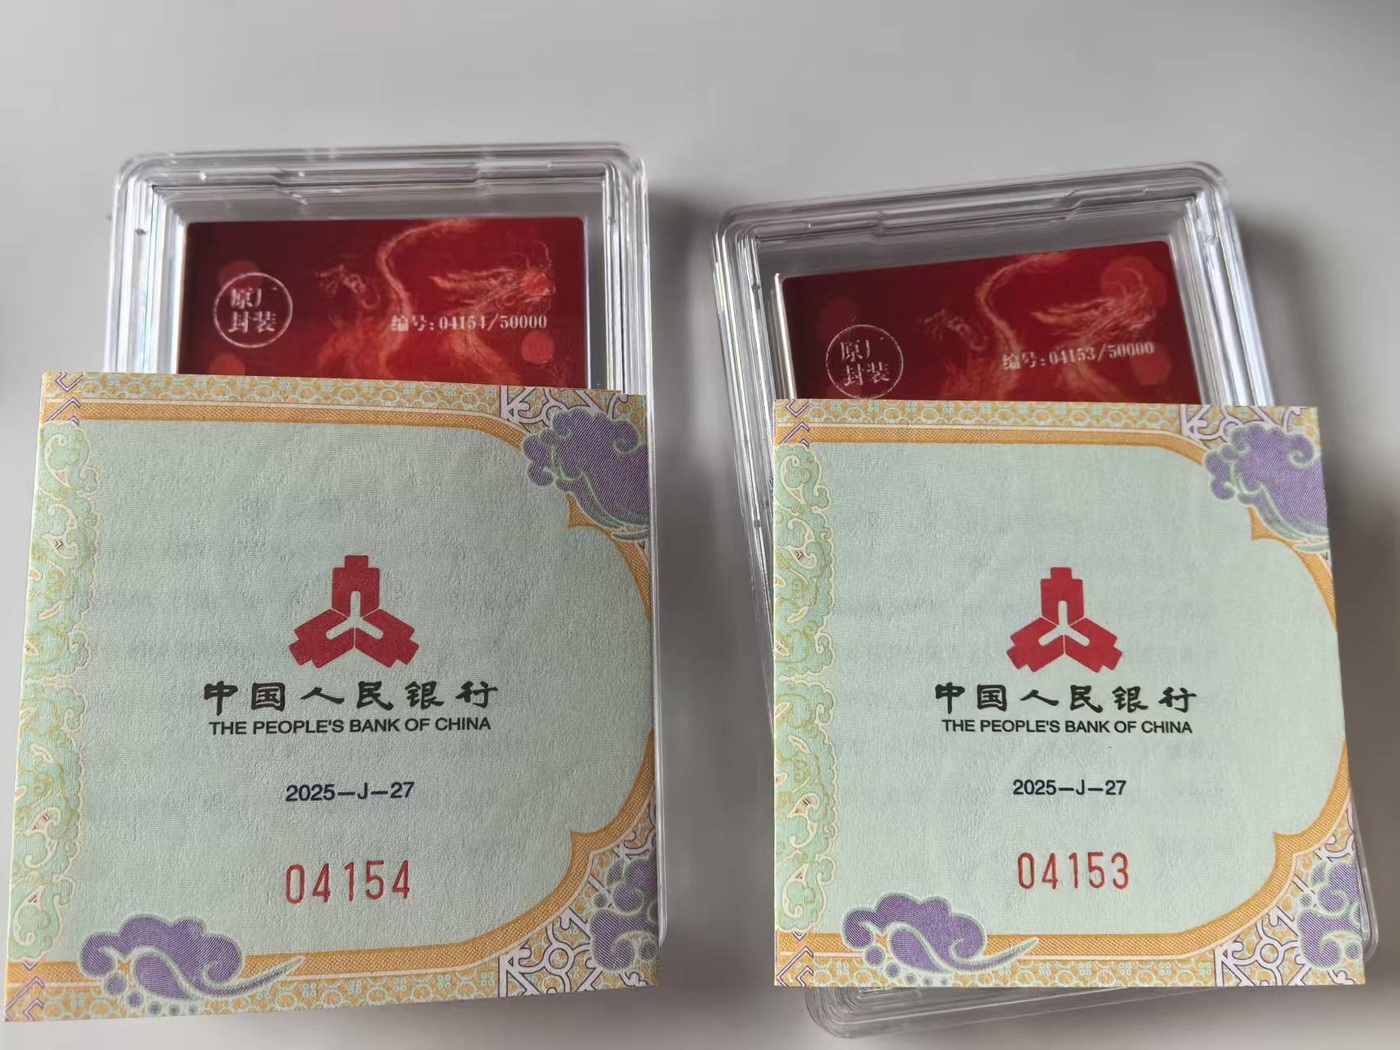 原厂
封装
编号:04154/50000
中国人民银行
THE PEOPLE'S BANK OF CHINA
2025-J-27
04154
原厂
封装
编号:04153/50000
中国人民银行
THE PEOPLE'S BANK OF CHINA
2025-J-27
04153